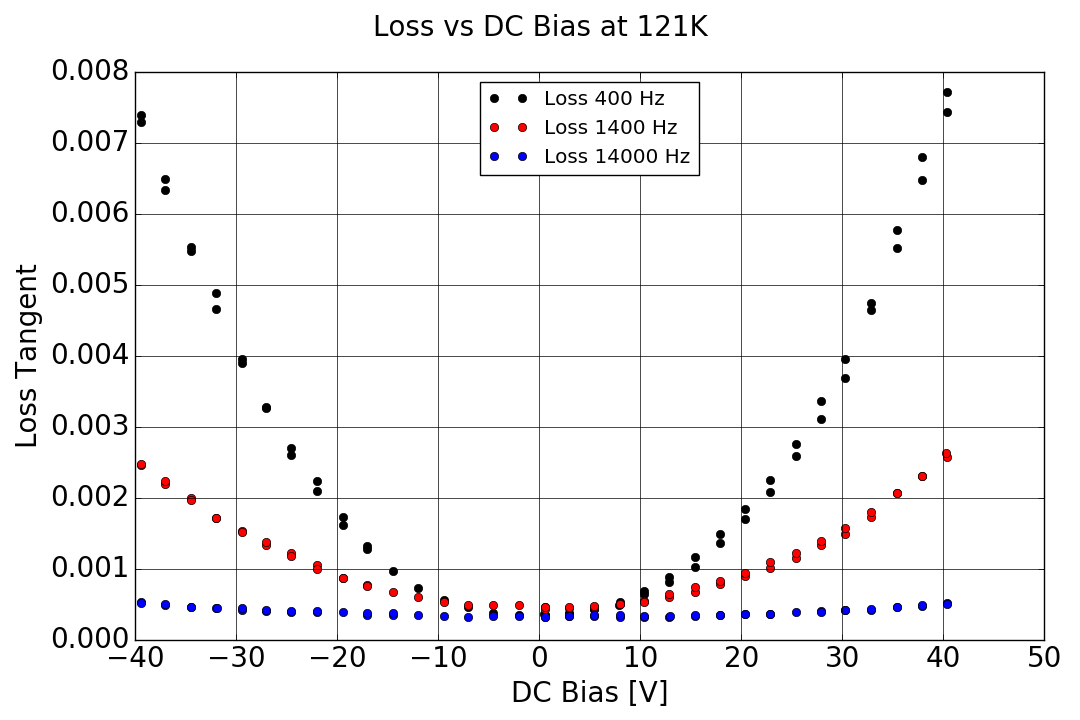 Loss vs DC Bias at 121K
0.008
0.007
0.006
0.005
0.004
0.003
0.002
0.001
0.000
Loss Tangent
Loss 400 Hz
Loss 1400 Hz
Loss 14000 Hz
−40 −30 −20 −10 0 10 20 30 40 50
DC Bias [V]